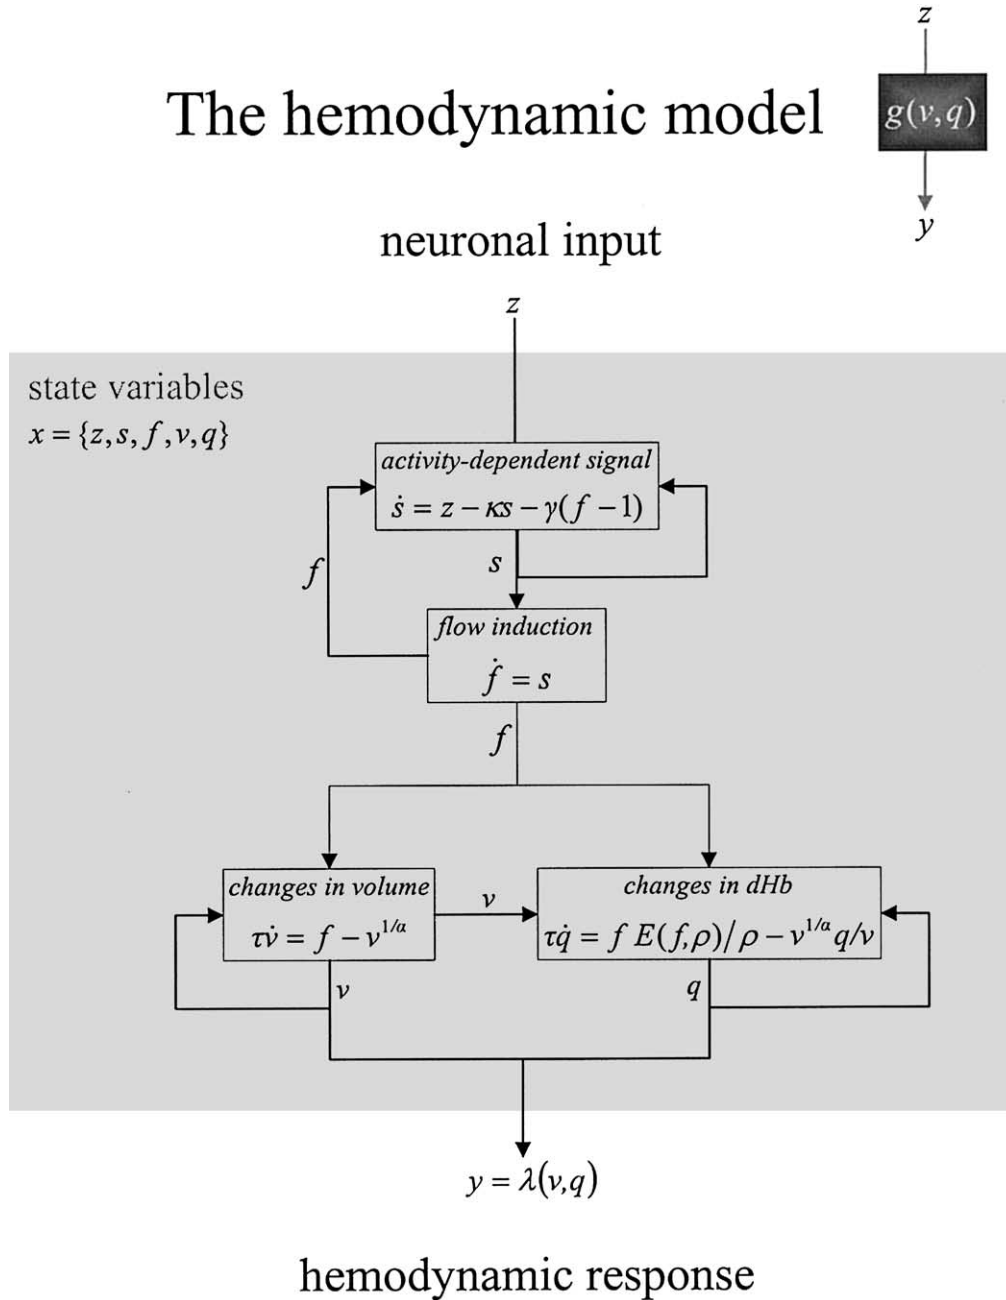 z
The hemodynamic model
g(v,q)
y
neuronal input
z
state variables
x = {z,s,f,v,q}
activity-dependent signal
ṡ = z − κs − γ(f −1)
f
s
flow induction
ḟ = s
f
changes in volume
τv̇ = f − v^{1/α}
v
changes in dHb
τq̇ = f E(f,ρ)/ρ − v^{1/α} q/v
v
q
y = λ(v,q)
hemodynamic response